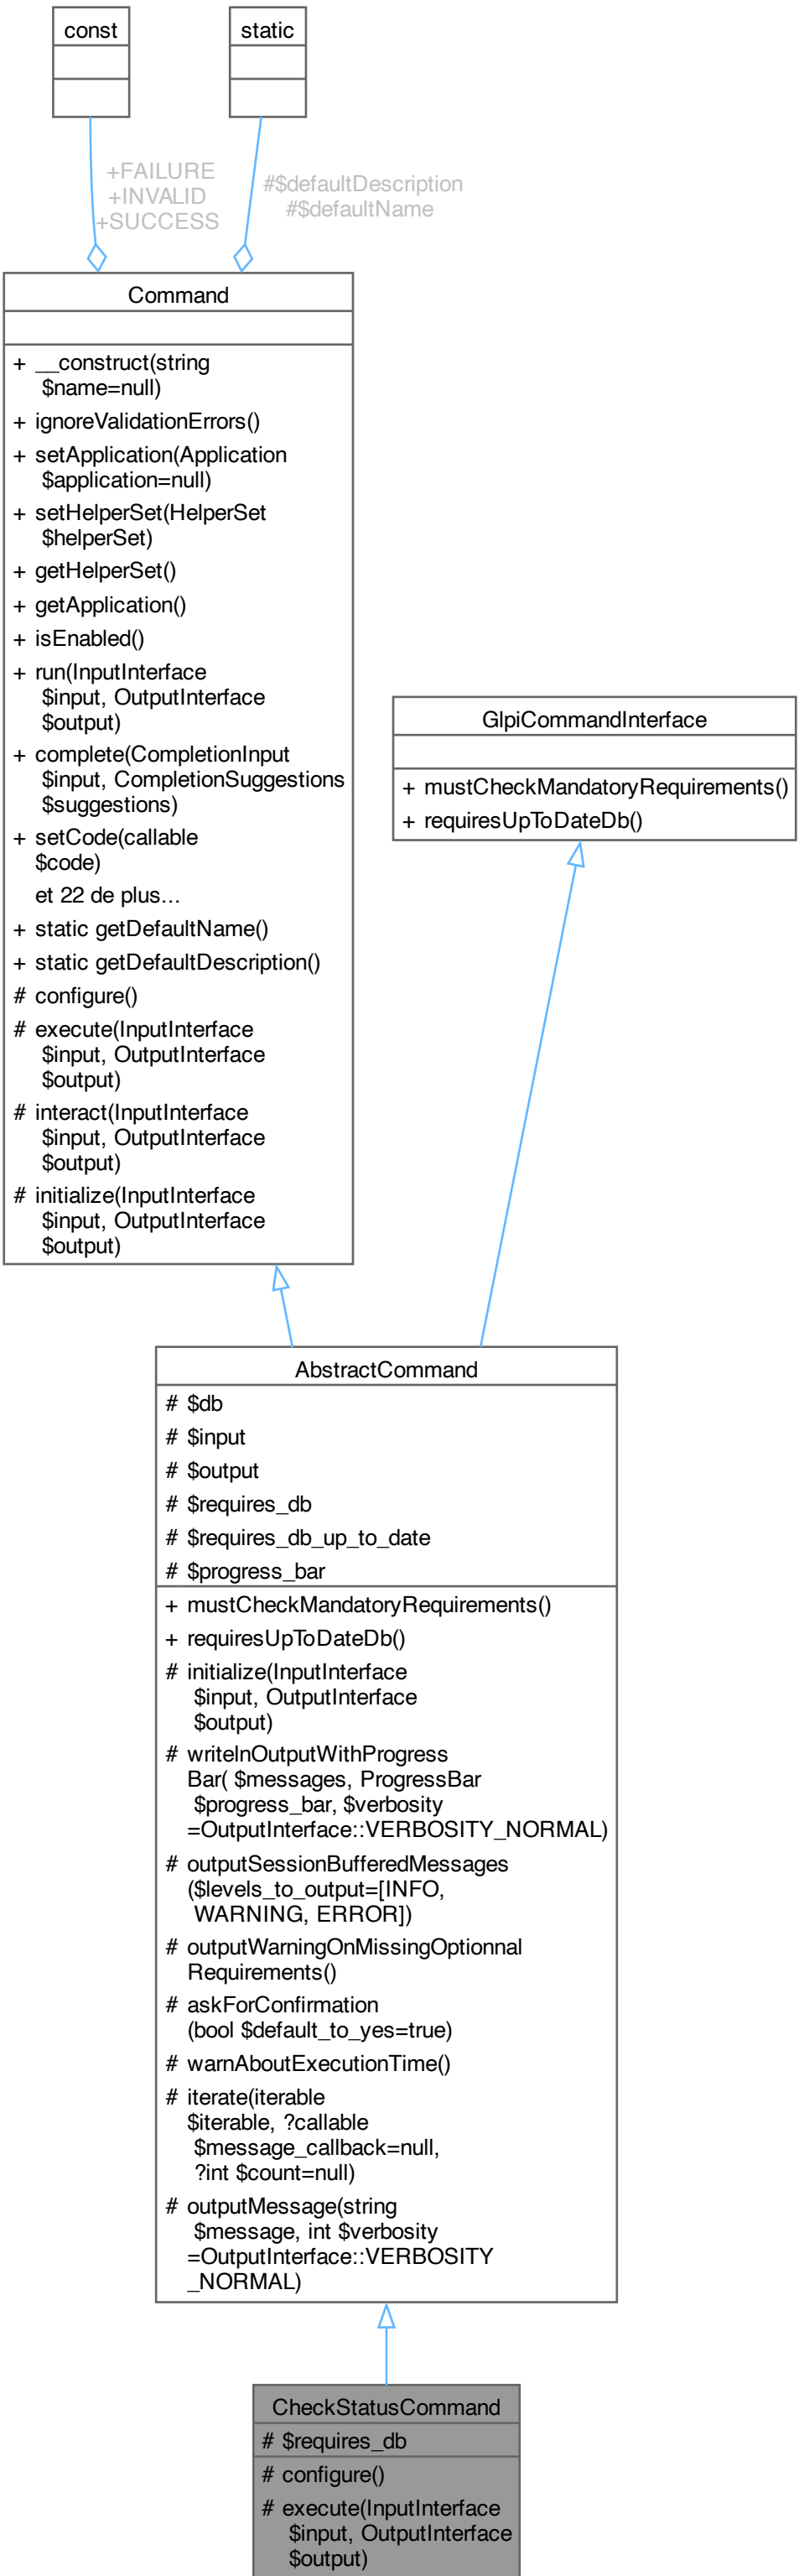 const
static
+FAILURE
+INVALID
+SUCCESS
#$defaultDescription
#$defaultName
Command
+ __construct(string
$name=null)
+ ignoreValidationErrors()
+ setApplication(Application
$application=null)
+ setHelperSet(HelperSet
$helperSet)
+ getHelperSet()
+ getApplication()
+ isEnabled()
+ run(InputInterface
$input, OutputInterface
$output)
+ complete(CompletionInput
$input, CompletionSuggestions
$suggestions)
+ setCode(callable
$code)
et 22 de plus...
+ static getDefaultName()
+ static getDefaultDescription()
# configure()
# execute(InputInterface
$input, OutputInterface
$output)
# interact(InputInterface
$input, OutputInterface
$output)
# initialize(InputInterface
$input, OutputInterface
$output)
GlpiCommandInterface
+ mustCheckMandatoryRequirements()
+ requiresUpToDateDb()
AbstractCommand
# $db
# $input
# $output
# $requires_db
# $requires_db_up_to_date
# $progress_bar
+ mustCheckMandatoryRequirements()
+ requiresUpToDateDb()
# initialize(InputInterface
$input, OutputInterface
$output)
# writelnOutputWithProgress
Bar( $messages, ProgressBar
$progress_bar, $verbosity
=OutputInterface::VERBOSITY_NORMAL)
# outputSessionBufferedMessages
($levels_to_output=[INFO,
WARNING, ERROR])
# outputWarningOnMissingOptionnal
Requirements()
# askForConfirmation
(bool $default_to_yes=true)
# warnAboutExecutionTime()
# iterate(iterable
$iterable, ?callable
$message_callback=null,
?int $count=null)
# outputMessage(string
$message, int $verbosity
=OutputInterface::VERBOSITY
_NORMAL)
CheckStatusCommand
# $requires_db
# configure()
# execute(InputInterface
$input, OutputInterface
$output)